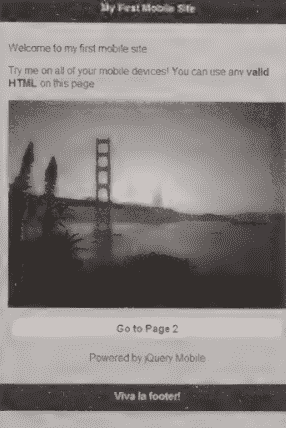 My First Mobile Site
Welcome to my first mobile site
Try me on all of your mobile devices! You can use any valid
HTML on this page
Go to Page 2
Powered by jQuery Mobile
Viva la footer!